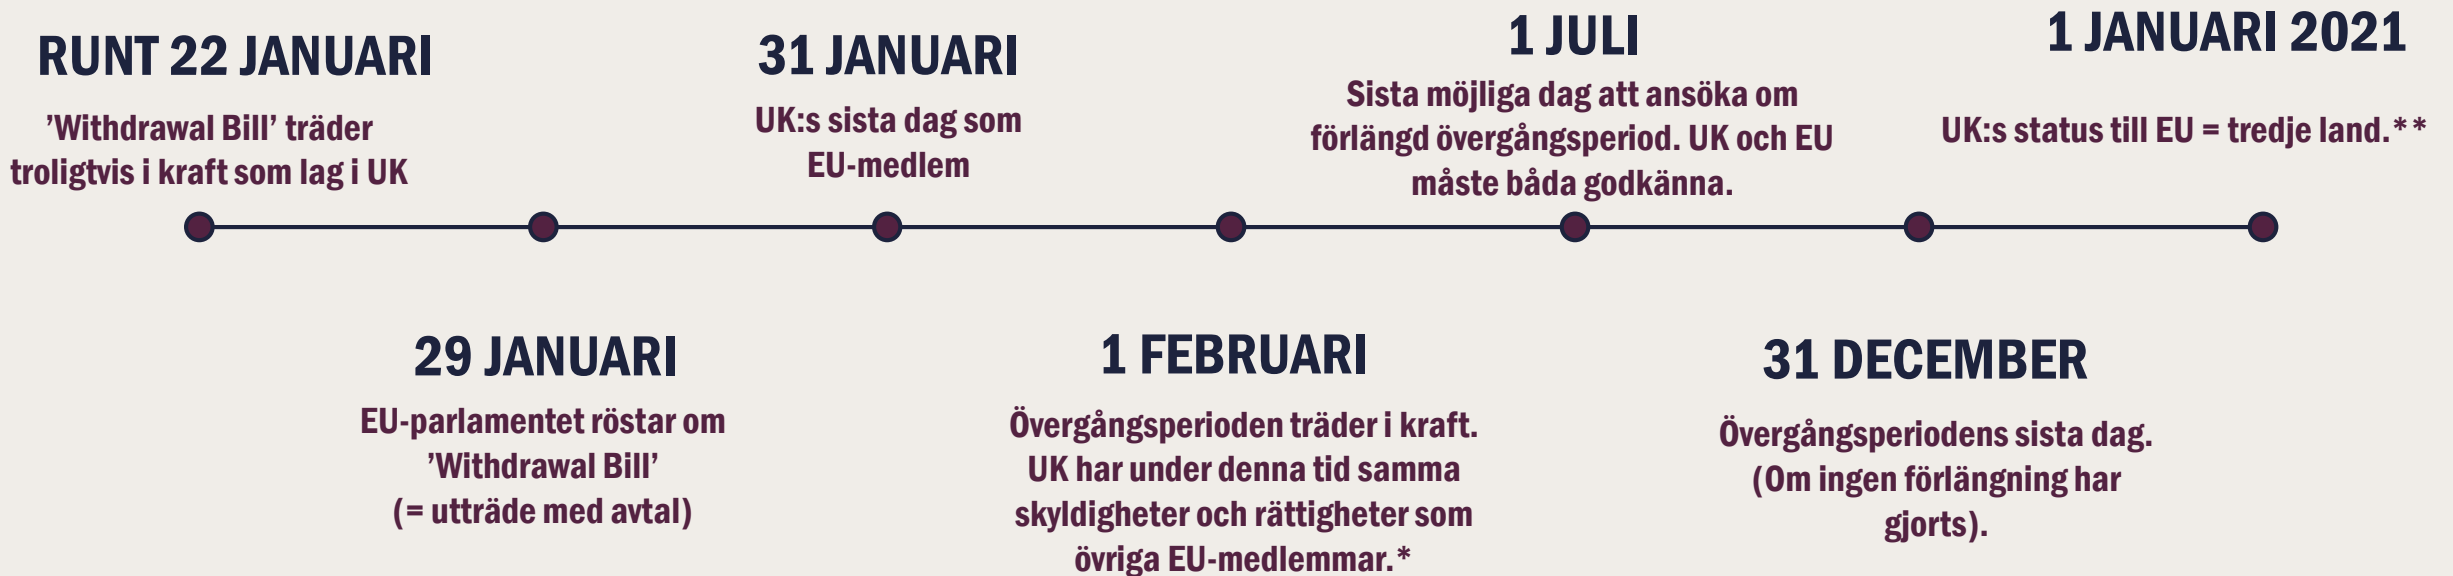 RUNT 22 JANUARI
’Withdrawal Bill’ träder
troligtvis i kraft som lag i UK
29 JANUARI
EU-parlamentet röstar om
’Withdrawal Bill’
(= utträde med avtal)
31 JANUARI
UK:s sista dag som
EU-medlem
1 FEBRUARI
Övergångsperioden träder i kraft.
UK har under denna tid samma
skyldigheter och rättigheter som
övriga EU-medlemmar.*
1 JULI
Sista möjliga dag att ansöka om
förlängd övergångsperiod. UK och EU
måste båda godkänna.
31 DECEMBER
Övergångsperiodens sista dag.
(Om ingen förlängning har
gjorts).
1 JANUARI 2021
UK:s status till EU = tredje land.**